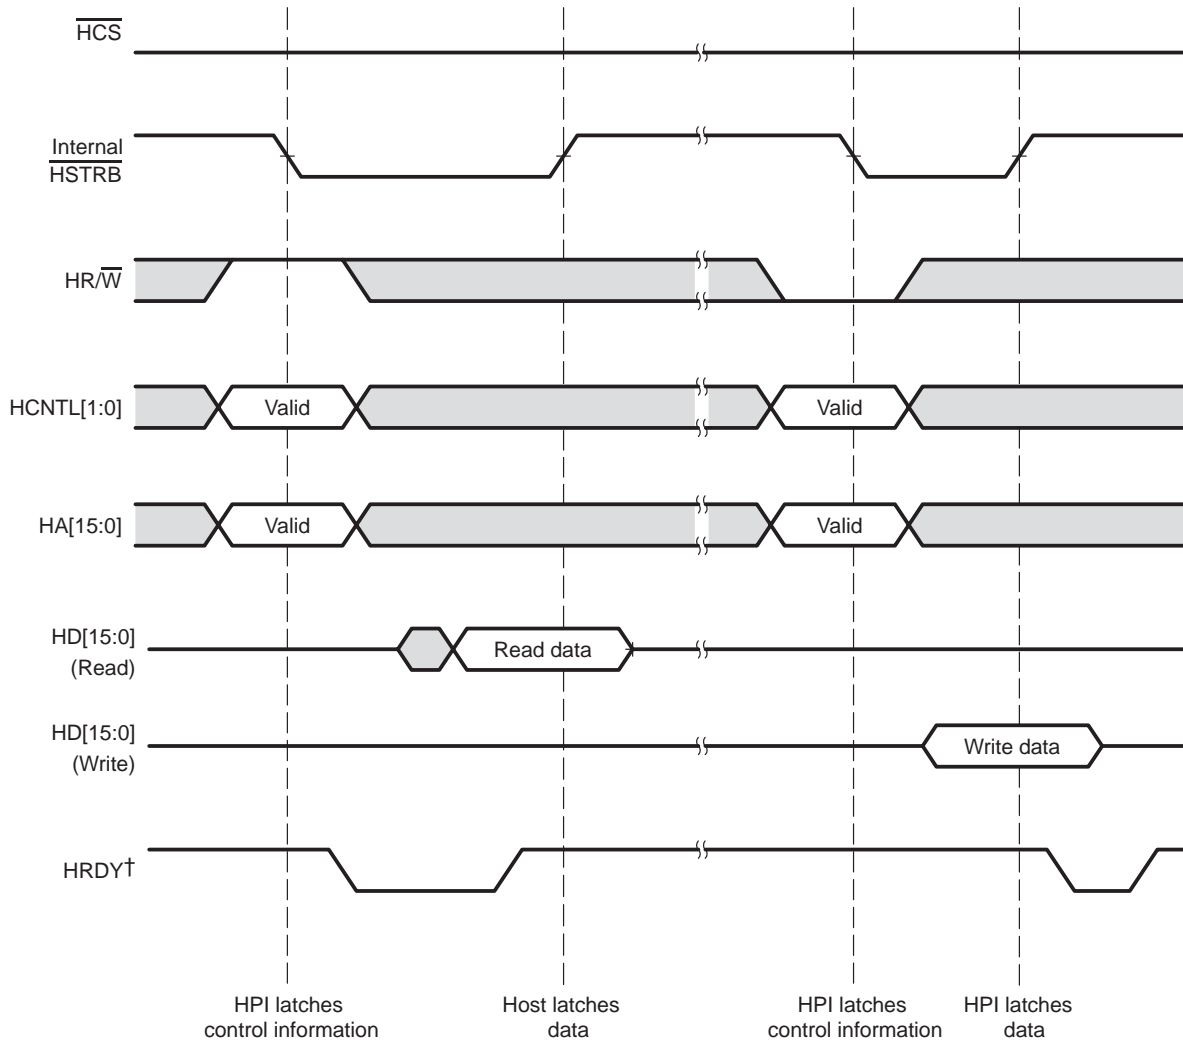 HCS
Internal
HSTRB
HR/W
HCNTL[1:0]
Valid
Valid
HA[15:0]
Valid
Valid
HD[15:0]
(Read)
Read data
HD[15:0]
(Write)
Write data
HRDY†
HPI latches
control information
Host latches
data
HPI latches
control information
HPI latches
data